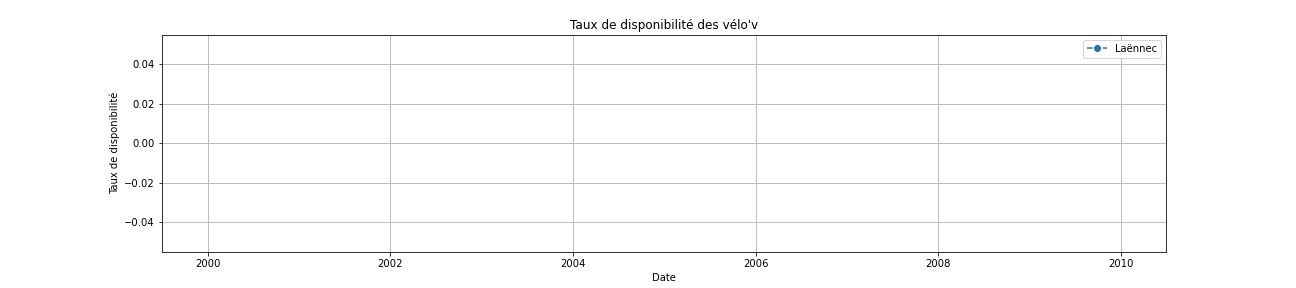 Taux de disponibilité des vélo'v
Laënnec
Taux de disponibilité
0.04
0.02
0.00
−0.02
−0.04
2000 2002 2004 2006 2008 2010
Date